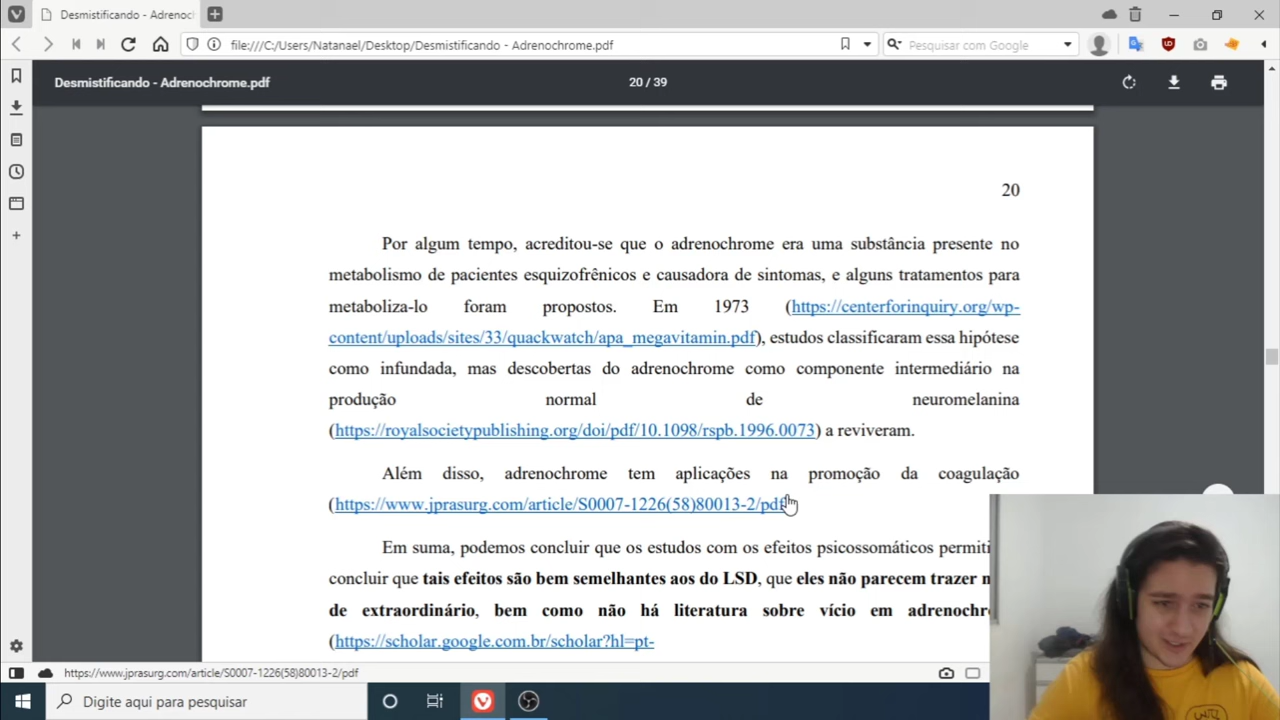 Desmistificando - Adrenoc
file:///C:/Users/Natanael/Desktop/Desmistificando - Adrenochrome.pdf
Pesquisar com Google
Desmistificando - Adrenochrome.pdf
20 / 39
20
Por algum tempo, acreditou-se que o adrenochrome era uma substância presente no
metabolismo de pacientes esquizofrênicos e causadora de sintomas, e alguns tratamentos para
metaboliza-lo foram propostos. Em 1973 (https://centerforinquiry.org/wp-
content/uploads/sites/33/quackwatch/apa_megavitamin.pdf), estudos classificaram essa hipótese
como infundada, mas descobertas do adrenochrome como componente intermediário na
produção normal de neuromelanina
(https://royalsocietypublishing.org/doi/pdf/10.1098/rspb.1996.0073) a reviveram.
Além disso, adrenochrome tem aplicações na promoção da coagulação
(https://www.jprasurg.com/article/S0007-1226(58)80013-2/pdf
Em suma, podemos concluir que os estudos com os efeitos psicossomáticos permiti
concluir que tais efeitos são bem semelhantes aos do LSD, que eles não parecem trazer n
de extraordinário, bem como não há literatura sobre vício em adrenochr
(https://scholar.google.com.br/scholar?hl=pt-
https://www.jprasurg.com/article/S0007-1226(58)80013-2/pdf
Digite aqui para pesquisar